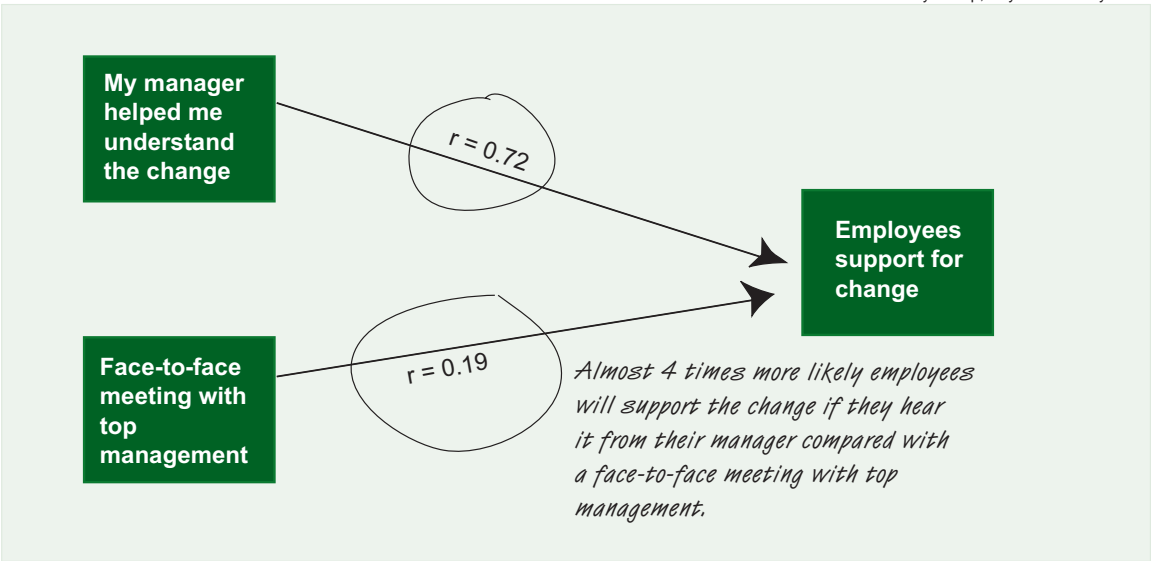 My manager
helped me
understand
the change
r = 0.72
Employees
support for
change
Face-to-face
meeting with
top
management
r = 0.19
Almost 4 times more likely employees
will support the change if they hear
it from their manager compared with
a face-to-face meeting with top
management.